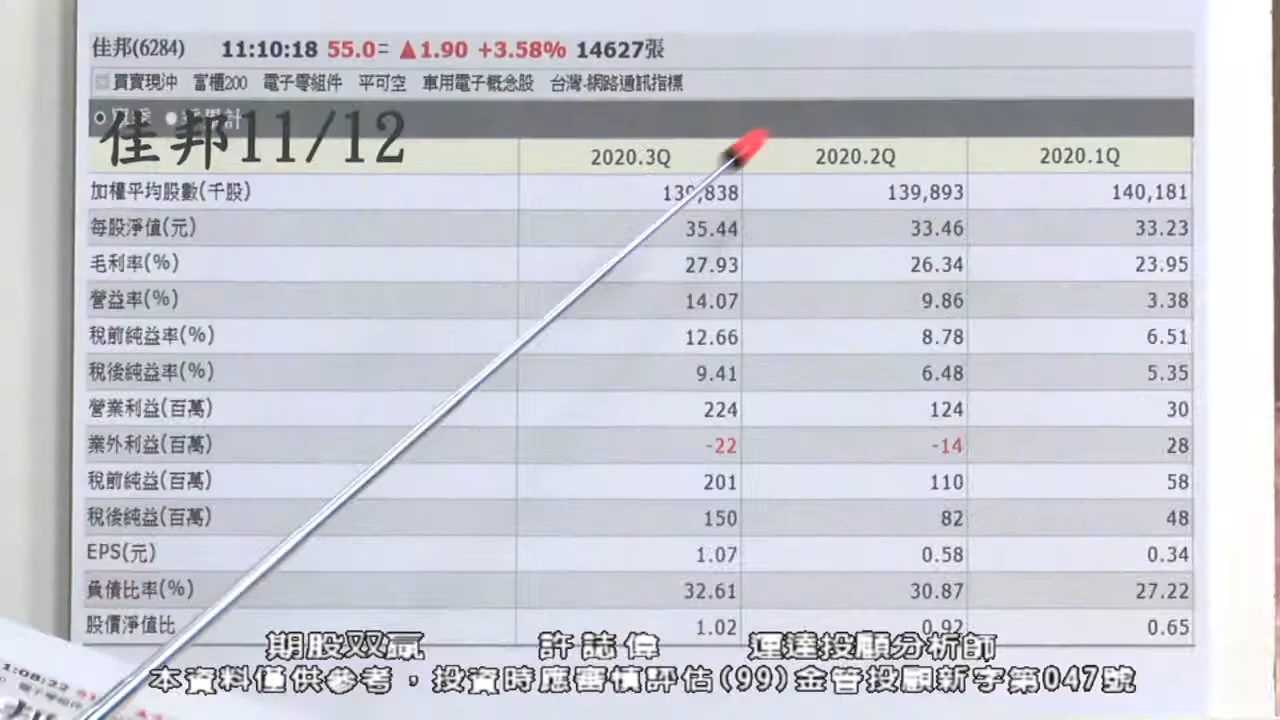 佳邦(6284) 11:10:18 55.0= ▲1.90 +3.58% 14627張
買賣現沖 富櫃200 電子零組件 平可空 車用電子概念股 台灣-網路通訊指標
佳邦11/12
2020.3Q 2020.2Q 2020.1Q
加權平均股數(千股) 139,838 139,893 140,181
每股淨值(元) 35.44 33.46 33.23
毛利率(%) 27.93 26.34 23.95
營益率(%) 14.07 9.86 3.38
稅前純益率(%) 12.66 8.78 6.51
稅後純益率(%) 9.41 6.48 5.35
營業利益(百萬) 224 124 30
業外利益(百萬) -22 -14 28
稅前純益(百萬) 201 110 58
稅後純益(百萬) 150 82 48
EPS(元) 1.07 0.58 0.34
負債比率(%) 32.61 30.87 27.22
股價淨值比 1.02 0.92 0.65
期股双贏 許誌偉 運達投顧分析師
本資料僅供參考，投資時應審慎評估(99)金管投顧新字第047號